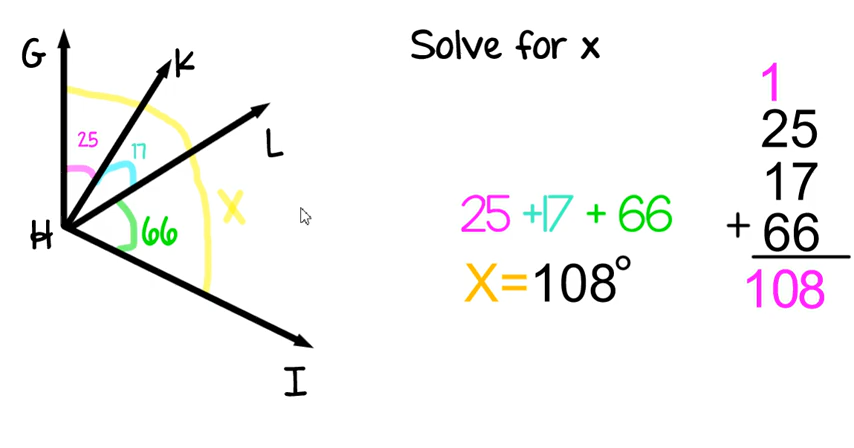 Solve for x
G
K
25
17
L
X
H
66
I
25 +17 + 66
X=108°
1
25
17
+ 66
108